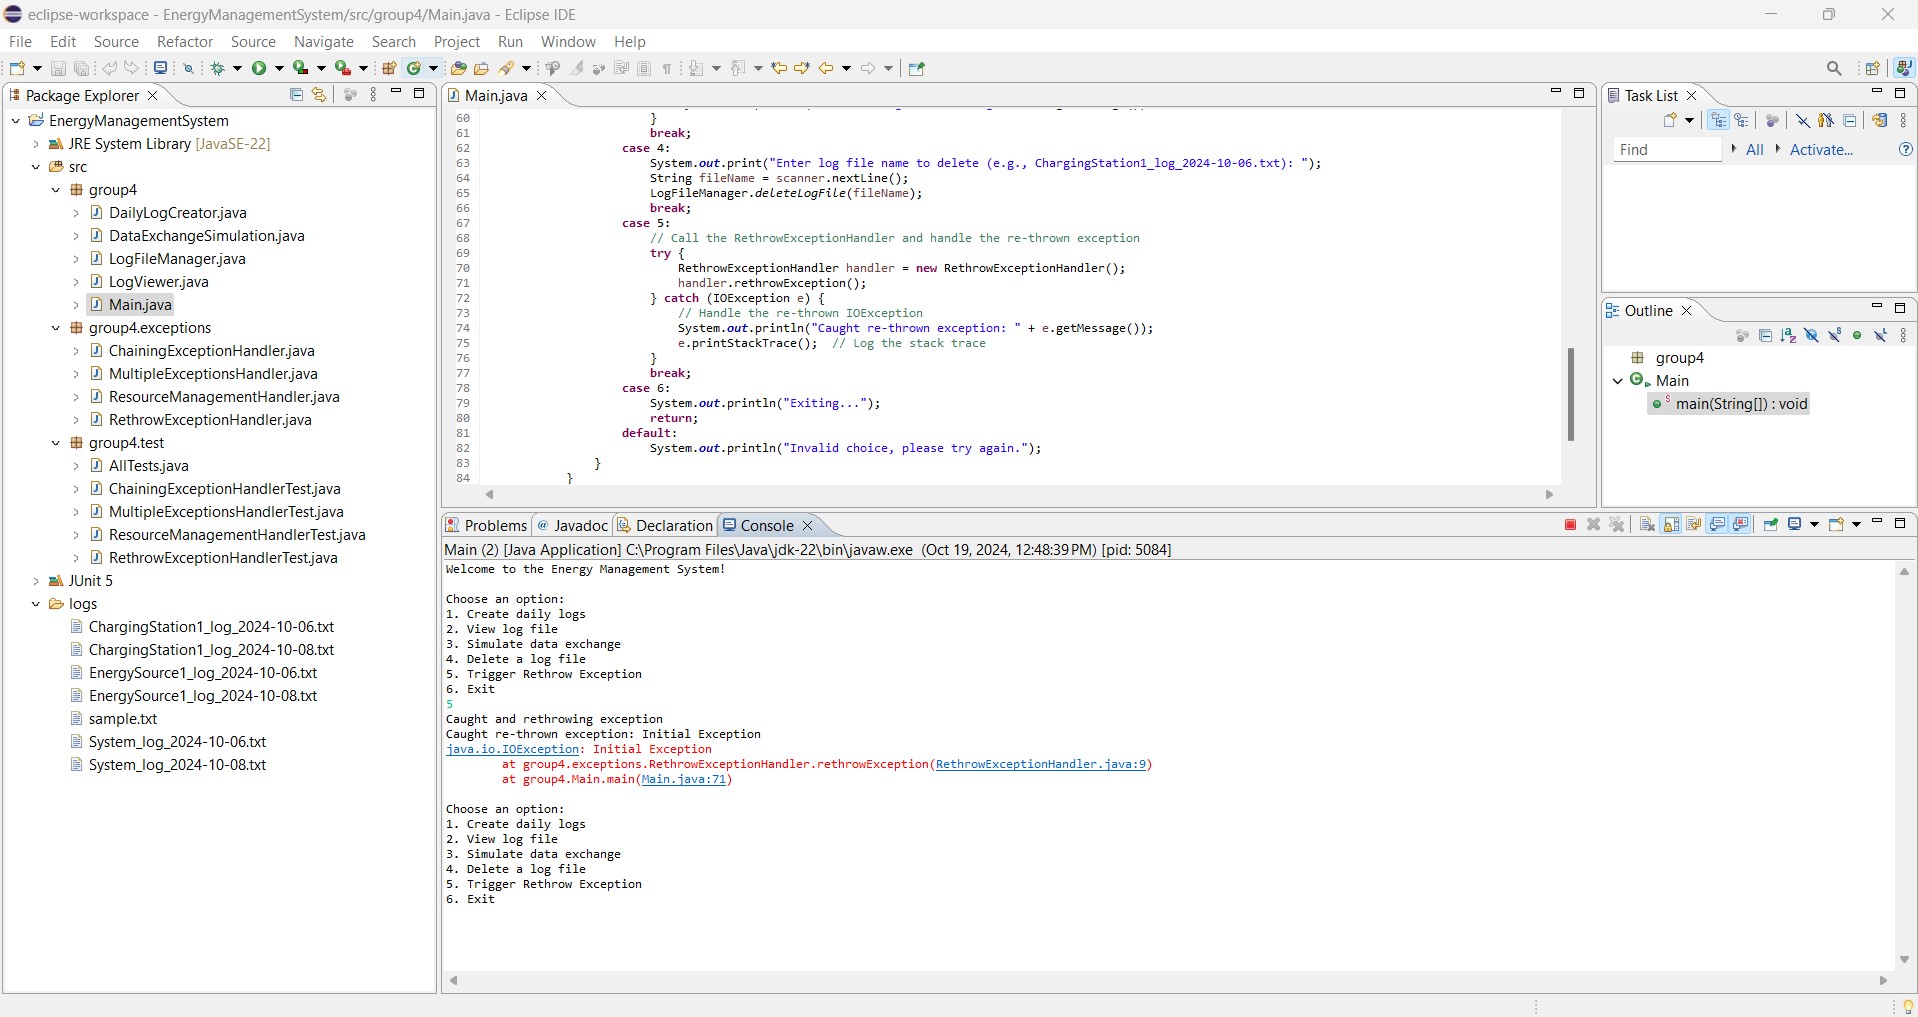 eclipse-workspace - EnergyManagementSystem/src/group4/Main.java - Eclipse IDE
File Edit Source Refactor Source Navigate Search Project Run Window Help
Package Explorer
EnergyManagementSystem
JRE System Library [JavaSE-22]
src
group4
DailyLogCreator.java
DataExchangeSimulation.java
LogFileManager.java
LogViewer.java
Main.java
group4.exceptions
ChainingExceptionHandler.java
MultipleExceptionsHandler.java
ResourceManagementHandler.java
RethrowExceptionHandler.java
group4.test
AllTests.java
ChainingExceptionHandlerTest.java
MultipleExceptionsHandlerTest.java
ResourceManagementHandlerTest.java
RethrowExceptionHandlerTest.java
JUnit 5
logs
ChargingStation1_log_2024-10-06.txt
ChargingStation1_log_2024-10-08.txt
EnergySource1_log_2024-10-06.txt
EnergySource1_log_2024-10-08.txt
sample.txt
System_log_2024-10-06.txt
System_log_2024-10-08.txt
Main.java
60 }
61 break;
62 case 4:
63 System.out.print("Enter log file name to delete (e.g., ChargingStation1_log_2024-10-06.txt): ");
64 String fileName = scanner.nextLine();
65 LogFileManager.deleteLogFile(fileName);
66 break;
67 case 5:
68 // Call the RethrowExceptionHandler and handle the re-thrown exception
69 try {
70 RethrowExceptionHandler handler = new RethrowExceptionHandler();
71 handler.rethrowException();
72 } catch (IOException e) {
73 // Handle the re-thrown IOException
74 System.out.println("Caught re-thrown exception: " + e.getMessage());
75 e.printStackTrace(); // Log the stack trace
76 }
77 break;
78 case 6:
79 System.out.println("Exiting...");
80 return;
81 default:
82 System.out.println("Invalid choice, please try again.");
83 }
84 }
Task List
Find All Activate...
Outline
group4
Main
main(String[]) : void
Problems Javadoc Declaration Console
Main (2) [Java Application] C:\Program Files\Java\jdk-22\bin\javaw.exe (Oct 19, 2024, 12:48:39 PM) [pid: 5084]
Welcome to the Energy Management System!
Choose an option:
1. Create daily logs
2. View log file
3. Simulate data exchange
4. Delete a log file
5. Trigger Rethrow Exception
6. Exit
5
Caught and rethrowing exception
Caught re-thrown exception: Initial Exception
java.io.IOException: Initial Exception
at group4.exceptions.RethrowExceptionHandler.rethrowException(RethrowExceptionHandler.java:9)
at group4.Main.main(Main.java:71)
Choose an option:
1. Create daily logs
2. View log file
3. Simulate data exchange
4. Delete a log file
5. Trigger Rethrow Exception
6. Exit